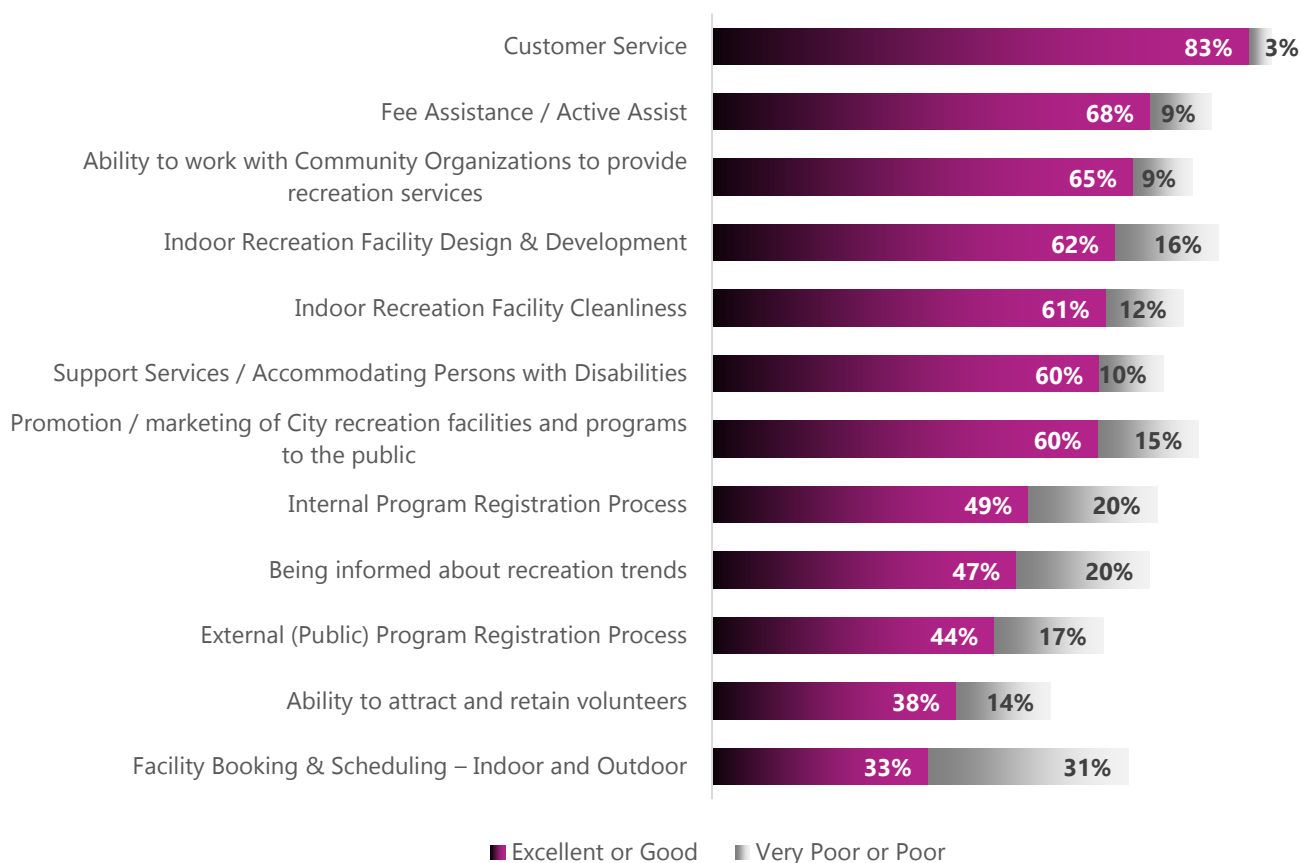 Customer Service 83% 3%
Fee Assistance / Active Assist 68% 9%
Ability to work with Community Organizations to provide
recreation services 65% 9%
Indoor Recreation Facility Design & Development 62% 16%
Indoor Recreation Facility Cleanliness 61% 12%
Support Services / Accommodating Persons with Disabilities 60% 10%
Promotion / marketing of City recreation facilities and programs
to the public 60% 15%
Internal Program Registration Process 49% 20%
Being informed about recreation trends 47% 20%
External (Public) Program Registration Process 44% 17%
Ability to attract and retain volunteers 38% 14%
Facility Booking & Scheduling – Indoor and Outdoor 33% 31%
Excellent or Good Very Poor or Poor